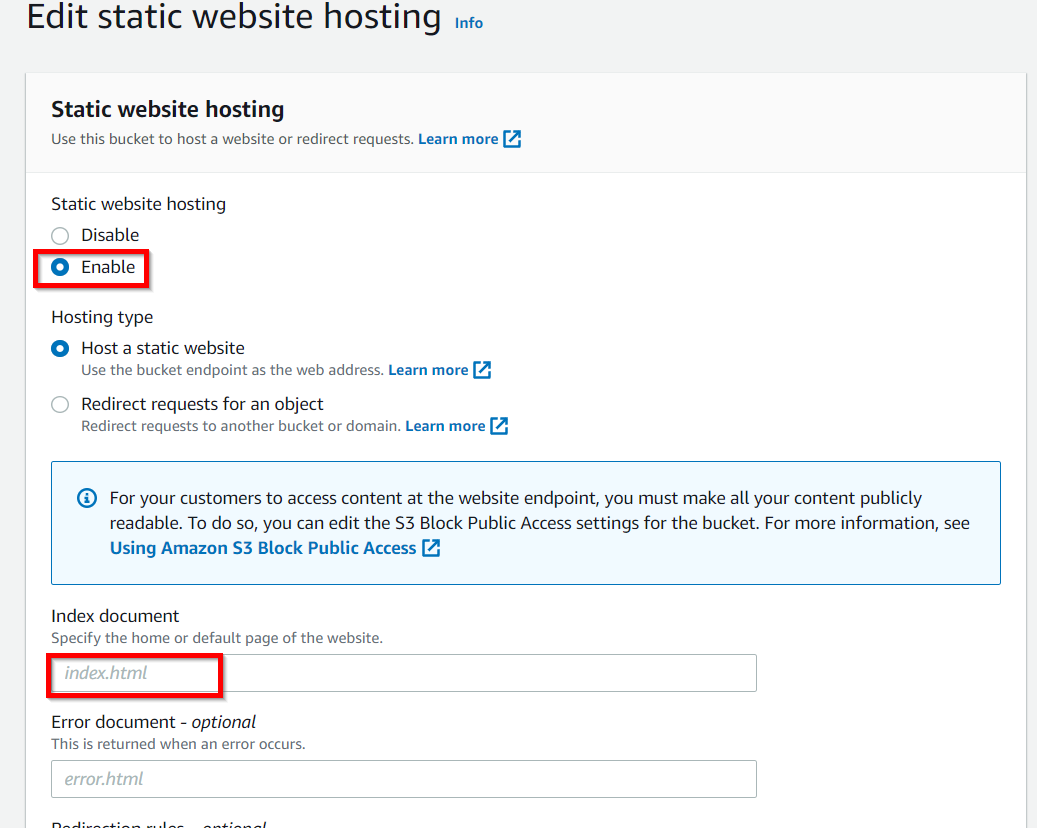 Edit static website hosting Info
Static website hosting
Use this bucket to host a website or redirect requests. Learn more
Static website hosting
Disable
Enable
Hosting type
Host a static website
Use the bucket endpoint as the web address. Learn more
Redirect requests for an object
Redirect requests to another bucket or domain. Learn more
For your customers to access content at the website endpoint, you must make all your content publicly
readable. To do so, you can edit the S3 Block Public Access settings for the bucket. For more information, see
Using Amazon S3 Block Public Access
Index document
Specify the home or default page of the website.
index.html
Error document - optional
This is returned when an error occurs.
error.html
Redirection rules – optional